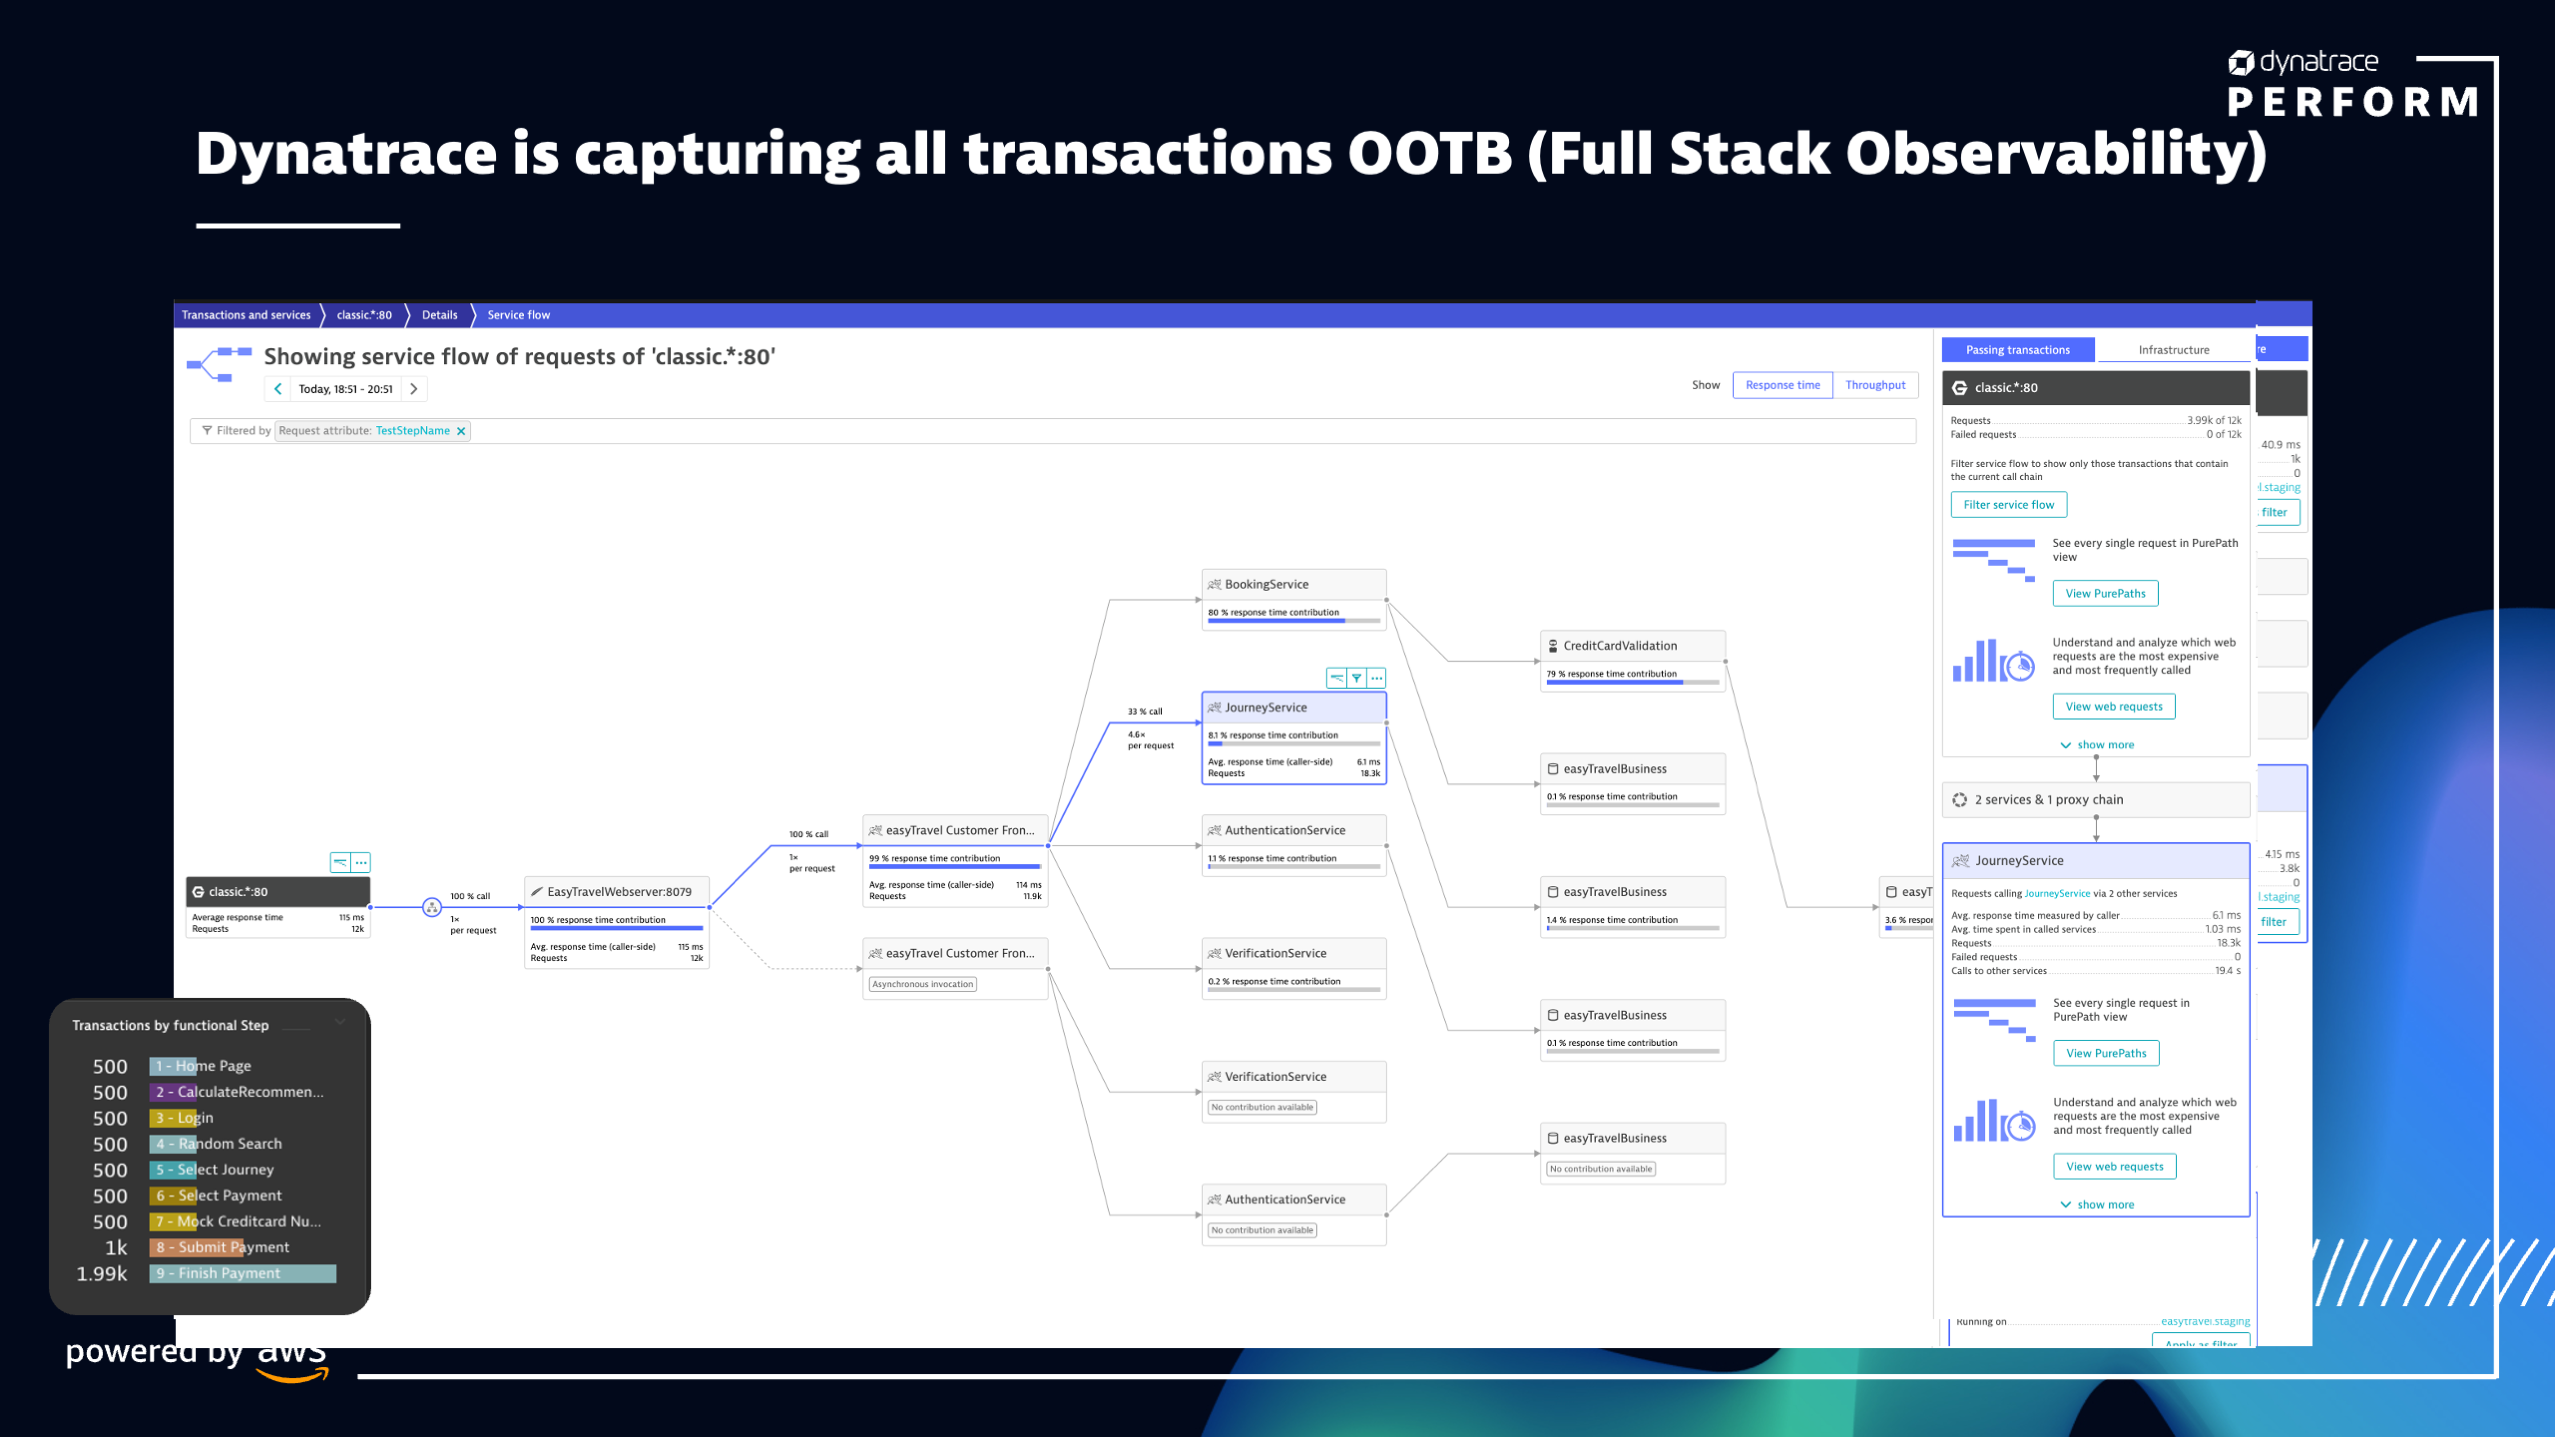 dynatrace
PERFORM
Dynatrace is capturing all transactions OOTB (Full Stack Observability)
Transactions and services
classic.*:80
Details
Service flow
Showing service flow of requests of 'classic.*:80'
Today, 18:51 - 20:51
Show
Response time
Throughput
Filtered by Request attribute: TestStepName
classic.*:80
Average response time 115 ms
Requests 12k
100 % call
1×
per request
EasyTravelWebserver:8079
100 % response time contribution
Avg. response time (caller-side) 115 ms
Requests 12k
100 % call
1×
per request
easyTravel Customer Fron...
99 % response time contribution
Avg. response time (caller-side) 114 ms
Requests 11.9k
easyTravel Customer Fron...
Asynchronous invocation
33 % call
4.6×
per request
BookingService
80 % response time contribution
JourneyService
8.1 % response time contribution
Avg. response time (caller-side) 6.1 ms
Requests 18.3k
AuthenticationService
1.1 % response time contribution
VerificationService
0.2 % response time contribution
VerificationService
No contribution available
AuthenticationService
No contribution available
CreditCardValidation
79 % response time contribution
easyTravelBusiness
0.1 % response time contribution
easyTravelBusiness
1.4 % response time contribution
easyTravelBusiness
0.1 % response time contribution
easyTravelBusiness
No contribution available
easyT
3.6 % respor
Passing transactions
Infrastructure
classic.*:80
Requests 3.99k of 12k
Failed requests 0 of 12k
Filter service flow to show only those transactions that contain
the current call chain
Filter service flow
See every single request in PurePath
view
View PurePaths
Understand and analyze which web
requests are the most expensive
and most frequently called
View web requests
show more
2 services & 1 proxy chain
JourneyService
Requests calling JourneyService via 2 other services
Avg. response time measured by caller 6.1 ms
Avg. time spent in called services 1.03 ms
Requests 18.3k
Failed requests 0
Calls to other services 19.4 s
See every single request in
PurePath view
View PurePaths
Understand and analyze which web
requests are the most expensive
and most frequently called
View web requests
show more
Running on easytravel.staging
Apply as filter
re
40.9 ms
1k
0
l.staging
filter
4.15 ms
3.8k
0
l.staging
filter
Transactions by functional Step
500 1 - Home Page
500 2 - CalculateRecommen...
500 3 - Login
500 4 - Random Search
500 5 - Select Journey
500 6 - Select Payment
500 7 - Mock Creditcard Nu...
1k 8 - Submit Payment
1.99k 9 - Finish Payment
powered by aws